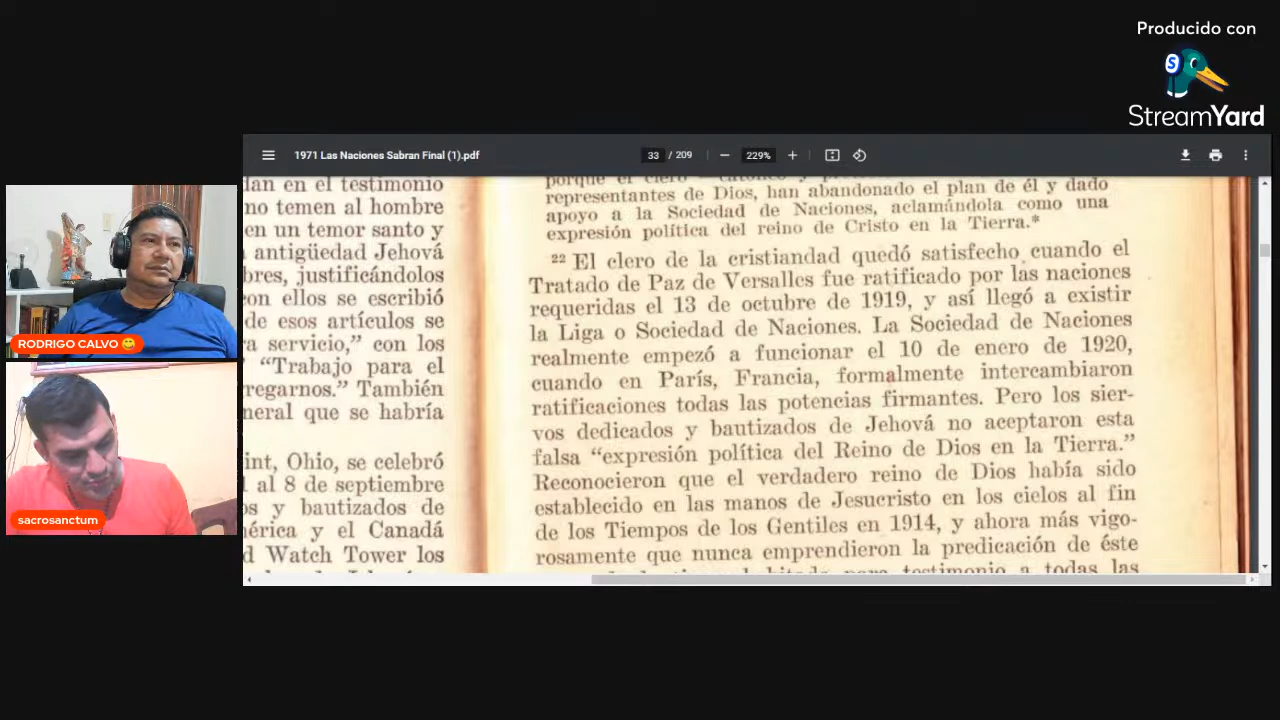 Producido con
StreamYard
1971 Las Naciones Sabran Final (1).pdf
33 / 209
229%
dan en el testimonio
no temen al hombre
en un temor santo y
antigüedad Jehová
bres, justificándolos
con ellos se escribió
de esos artículos se
a servicio,” con los
“Trabajo para el
regarnos.” También
neral que se habría
int, Ohio, se celebró
1 al 8 de septiembre
os y bautizados de
mérica y el Canadá
d Watch Tower los
porque el clero
representantes de Dios, han abandonado el plan de él y dado
apoyo a la Sociedad de Naciones, aclamándola como una
expresión política del reino de Cristo en la Tierra.*
22 El clero de la cristiandad quedó satisfecho cuando el
Tratado de Paz de Versalles fue ratificado por las naciones
requeridas el 13 de octubre de 1919, y así llegó a existir
la Liga o Sociedad de Naciones. La Sociedad de Naciones
realmente empezó a funcionar el 10 de enero de 1920,
cuando en París, Francia, formalmente intercambiaron
ratificaciones todas las potencias firmantes. Pero los sier-
vos dedicados y bautizados de Jehová no aceptaron esta
falsa “expresión política del Reino de Dios en la Tierra.”
Reconocieron que el verdadero reino de Dios había sido
establecido en las manos de Jesucristo en los cielos al fin
de los Tiempos de los Gentiles en 1914, y ahora más vigo-
rosamente que nunca emprendieron la predicación de éste
testimonio a todas las
RODRIGO CALVO 😋
sacrosanctum